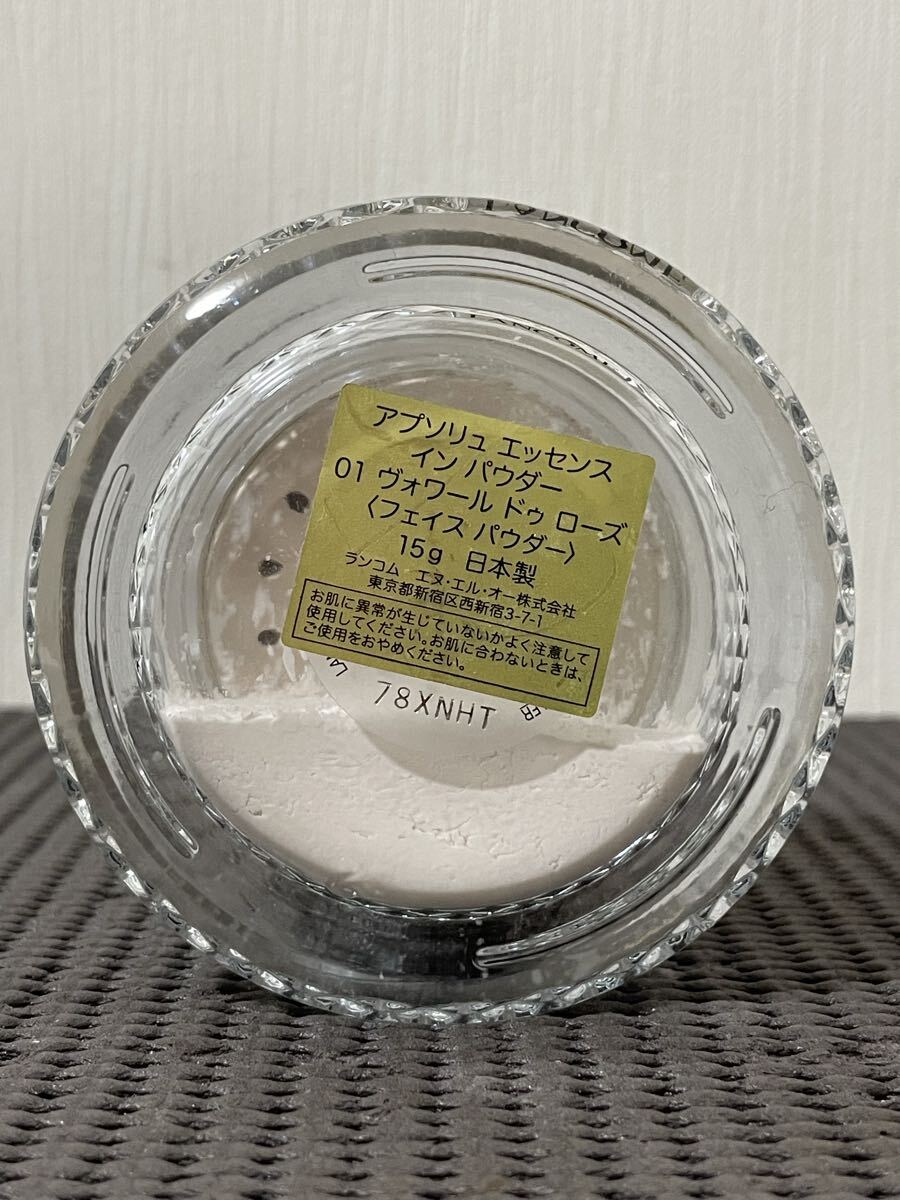 LANCOME
LANCOME
アプソリュ エッセンス
イン パウダー
01 ヴォワール ドゥ ローズ
〈フェイス パウダー〉
15g 日本製
ランコム エヌ・エル・オー株式会社
東京都新宿区西新宿3-7-1
お肌に異常が生じていないかよく注意して
使用してください。お肌に合わないときは、
ご使用をおやめください。
78XNHT